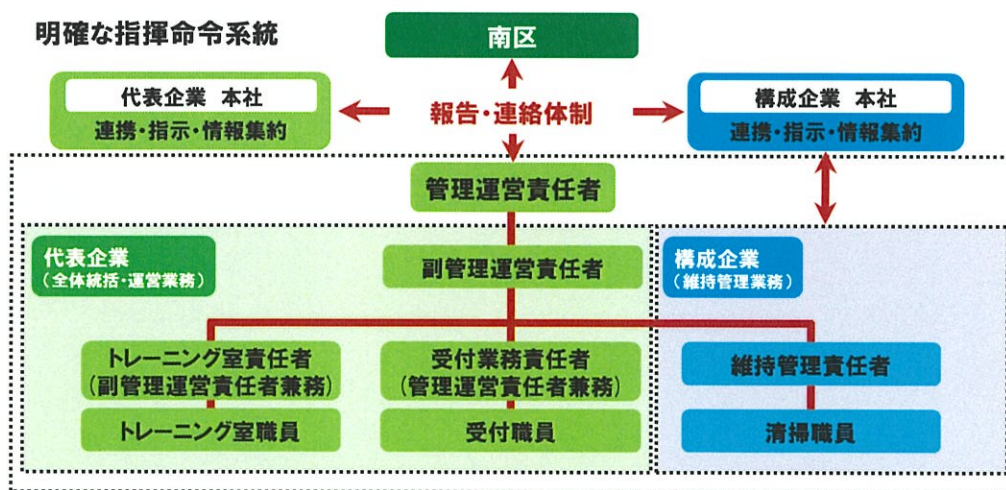 明確な指揮命令系統
南区
代表企業 本社
連携・指示・情報集約
報告・連絡体制
構成企業 本社
連携・指示・情報集約
管理運営責任者
代表企業
(全体統括・運営業務)
副管理運営責任者
構成企業
(維持管理業務)
トレーニング室責任者
(副管理運営責任者兼務)
受付業務責任者
(管理運営責任者兼務)
維持管理責任者
トレーニング室職員
受付職員
清掃職員